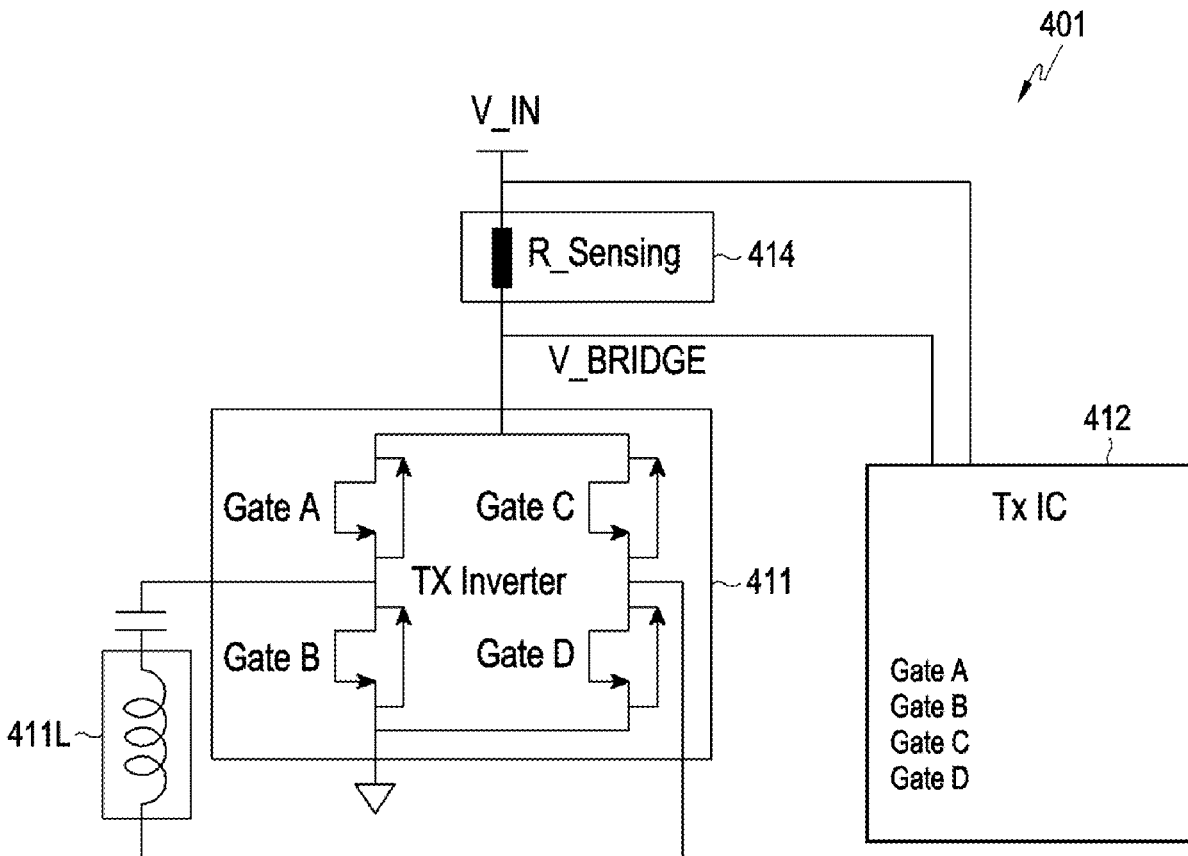 401
V_IN
R_Sensing
414
V_BRIDGE
412
Tx IC
Gate A
Gate C
TX Inverter
411
Gate B
Gate D
411L
Gate A
Gate B
Gate C
Gate D